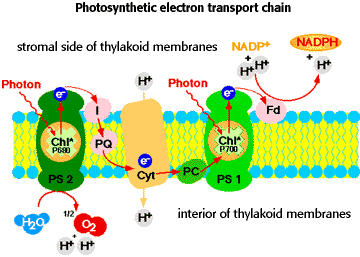 Photosynthetic electron transport chain
stromal side of thylakoid membranes
NADP+
NADPH
+
H+
H+
+
H+
H+
Photon
e-
I
PQ
Chl*
P680
PS 2
e-
Cyt
H+
PC
Photon
e-
Fd
Chl*
P700
PS 1
H2O
1/2
O2
+
H+
H+
interior of thylakoid membranes